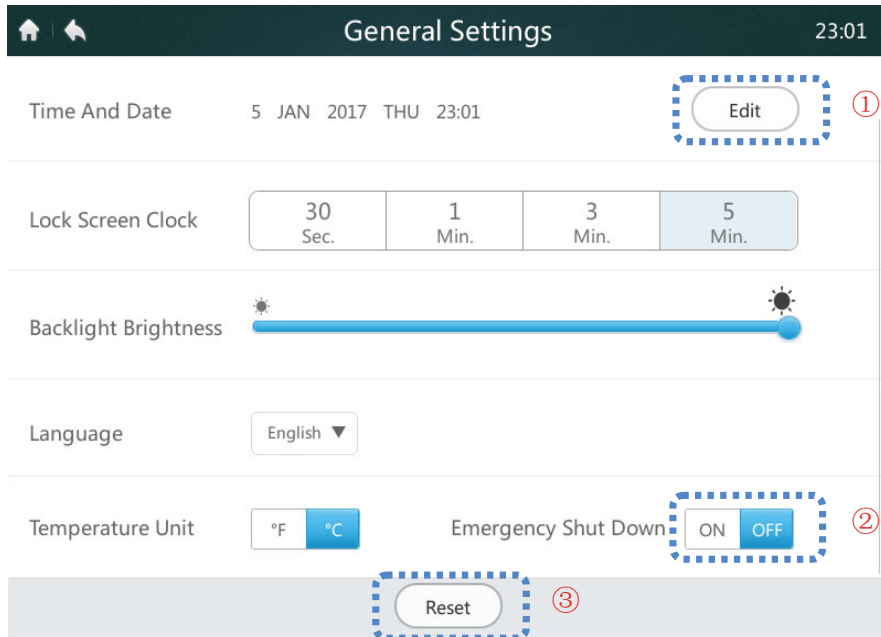 General Settings 23:01
Time And Date 5 JAN 2017 THU 23:01 Edit ①
Lock Screen Clock 30 Sec. 1 Min. 3 Min. 5 Min.
Backlight Brightness
Language English ▼
Temperature Unit °F °C Emergency Shut Down ON OFF ②
Reset ③